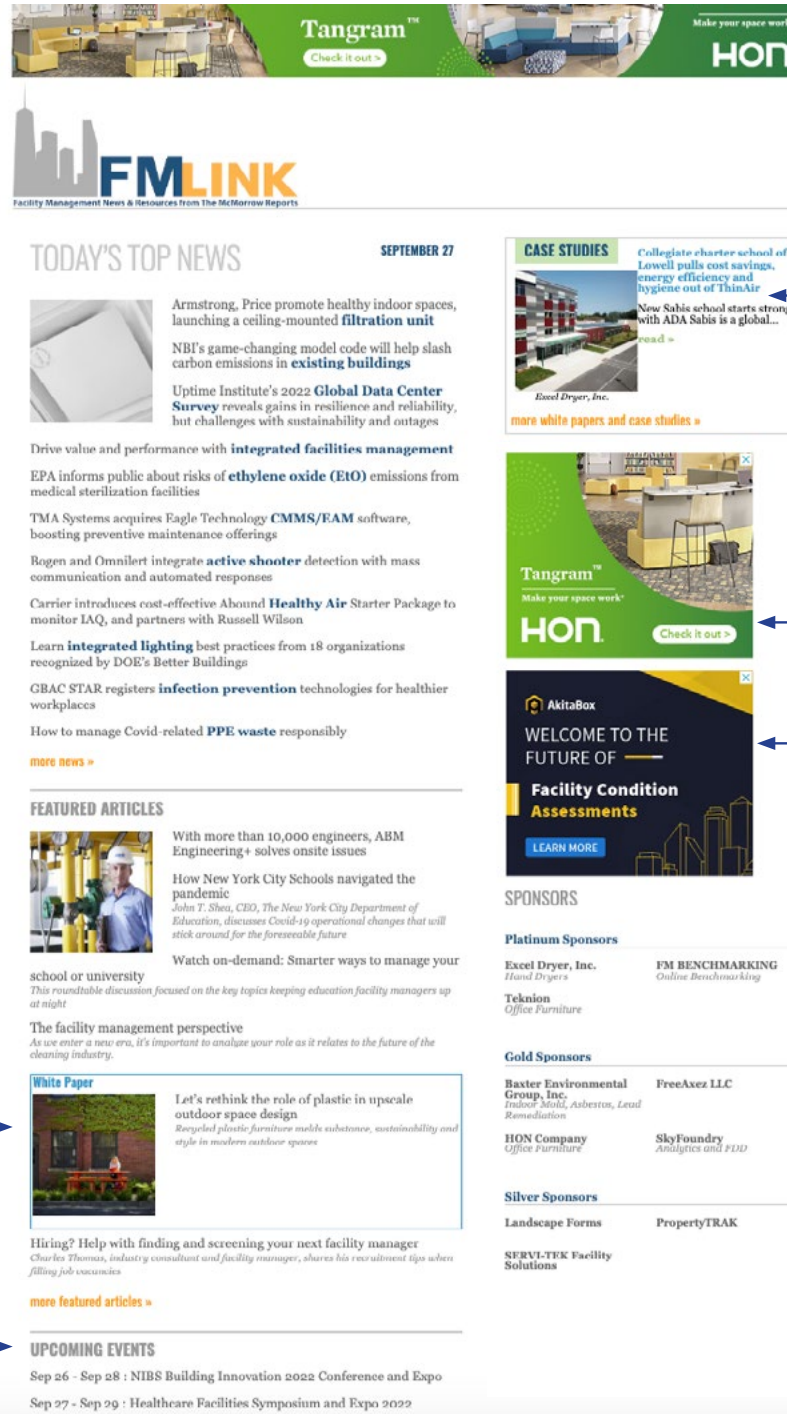 Tangram™
Check it out >
Make your space work
HON
FMLINK
Facility Management News & Resources from The McMorrow Reports
TODAY'S TOP NEWS
SEPTEMBER 27
Armstrong, Price promote healthy indoor spaces,
launching a ceiling-mounted filtration unit
NBI's game-changing model code will help slash
carbon emissions in existing buildings
Uptime Institute's 2022 Global Data Center
Survey reveals gains in resilience and reliability,
but challenges with sustainability and outages
Drive value and performance with integrated facilities management
EPA informs public about risks of ethylene oxide (EtO) emissions from
medical sterilization facilities
TMA Systems acquires Eagle Technology CMMS/EAM software,
boosting preventive maintenance offerings
Bogen and Omnilert integrate active shooter detection with mass
communication and automated responses
Carrier introduces cost-effective Abound Healthy Air Starter Package to
monitor IAQ, and partners with Russell Wilson
Learn integrated lighting best practices from 18 organizations
recognized by DOE's Better Buildings
GBAC STAR registers infection prevention technologies for healthier
workplaces
How to manage Covid-related PPE waste responsibly
more news »
FEATURED ARTICLES
With more than 10,000 engineers, ABM
Engineering+ solves onsite issues
How New York City Schools navigated the
pandemic
John T. Shea, CEO, The New York City Department of
Education, discusses Covid-19 operational changes that will
stick around for the foreseeable future
Watch on-demand: Smarter ways to manage your
school or university
This roundtable discussion focused on the key topics keeping education facility managers up
at night
The facility management perspective
As we enter a new era, it's important to analyze your role as it relates to the future of the
cleaning industry.
White Paper
Let's rethink the role of plastic in upscale
outdoor space design
Recycled plastic furniture melds substance, sustainability and
style in modern outdoor spaces
Hiring? Help with finding and screening your next facility manager
Charles Thomas, industry consultant and facility manager, shares his recruitment tips when
filling job vacancies
more featured articles »
UPCOMING EVENTS
Sep 26 - Sep 28 : NIBS Building Innovation 2022 Conference and Expo
Sep 27 - Sep 29 : Healthcare Facilities Symposium and Expo 2022
CASE STUDIES
Collegiate charter school of
Lowell pulls cost savings,
energy efficiency and
hygiene out of ThinAir
New Sabis school starts strong
with ADA Sabis is a global...
read »
Excel Dryer, Inc.
more white papers and case studies »
Tangram™
Make your space work
HON
Check it out >
AkitaBox
WELCOME TO THE
FUTURE OF
Facility Condition
Assessments
LEARN MORE
SPONSORS
Platinum Sponsors
Excel Dryer, Inc. FM BENCHMARKING
Hand Dryers Online Benchmarking
Teknion
Office Furniture
Gold Sponsors
Baxter Environmental FreeAxez LLC
Group, Inc.
Indoor Mold, Asbestos, Lead
Remediation
HON Company SkyFoundry
Office Furniture Analytics and FDD
Silver Sponsors
Landscape Forms PropertyTRAK
SERVI-TEK Facility
Solutions